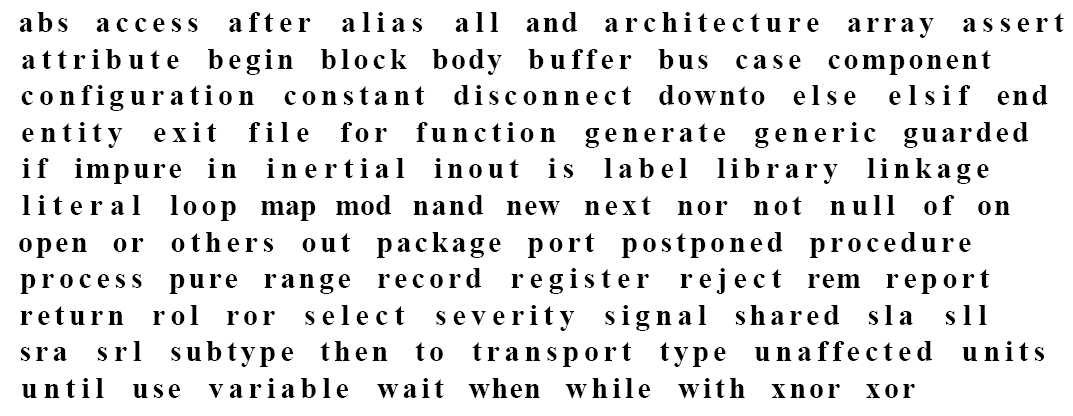 abs access after alias all and architecture array assert
attribute begin block body buffer bus case component
configuration constant disconnect downto else elsif end
entity exit file for function generate generic guarded
if impure in inertial inout is label library linkage
literal loop map mod nand new next nor not null of on
open or others out package port postponed procedure
process pure range record register reject rem report
return rol ror select severity signal shared sla sll
sra srl subtype then to transport type unaffected units
until use variable wait when while with xnor xor